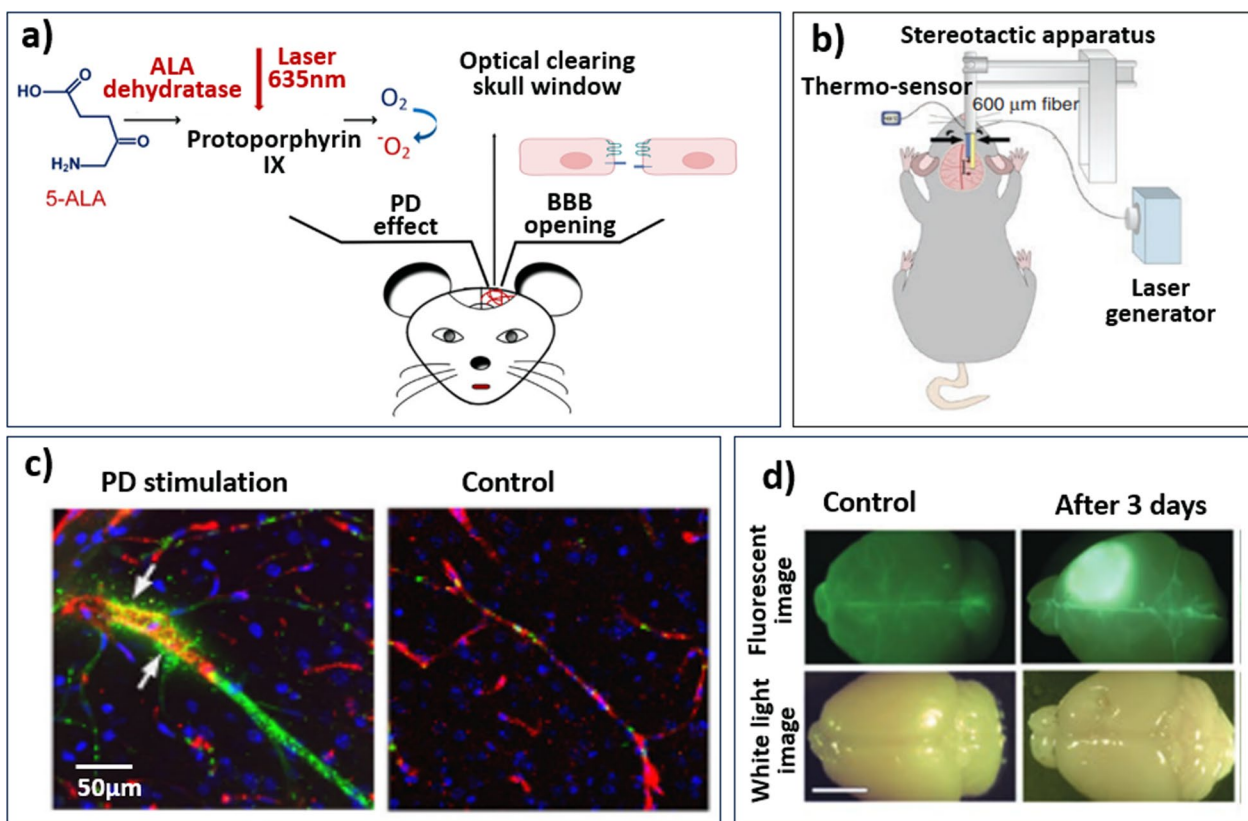 a)
ALA
dehydratase
Laser
635nm
HO
O
O
H₂N
5-ALA
Protoporphyrin
IX
O₂
⁻O₂
Optical clearing
skull window
PD
effect
BBB
opening
b)
Stereotactic apparatus
Thermo-sensor
600 μm fiber
Laser
generator
c)
PD stimulation
Control
50μm
d)
Control
After 3 days
Fluorescent
image
White light
image